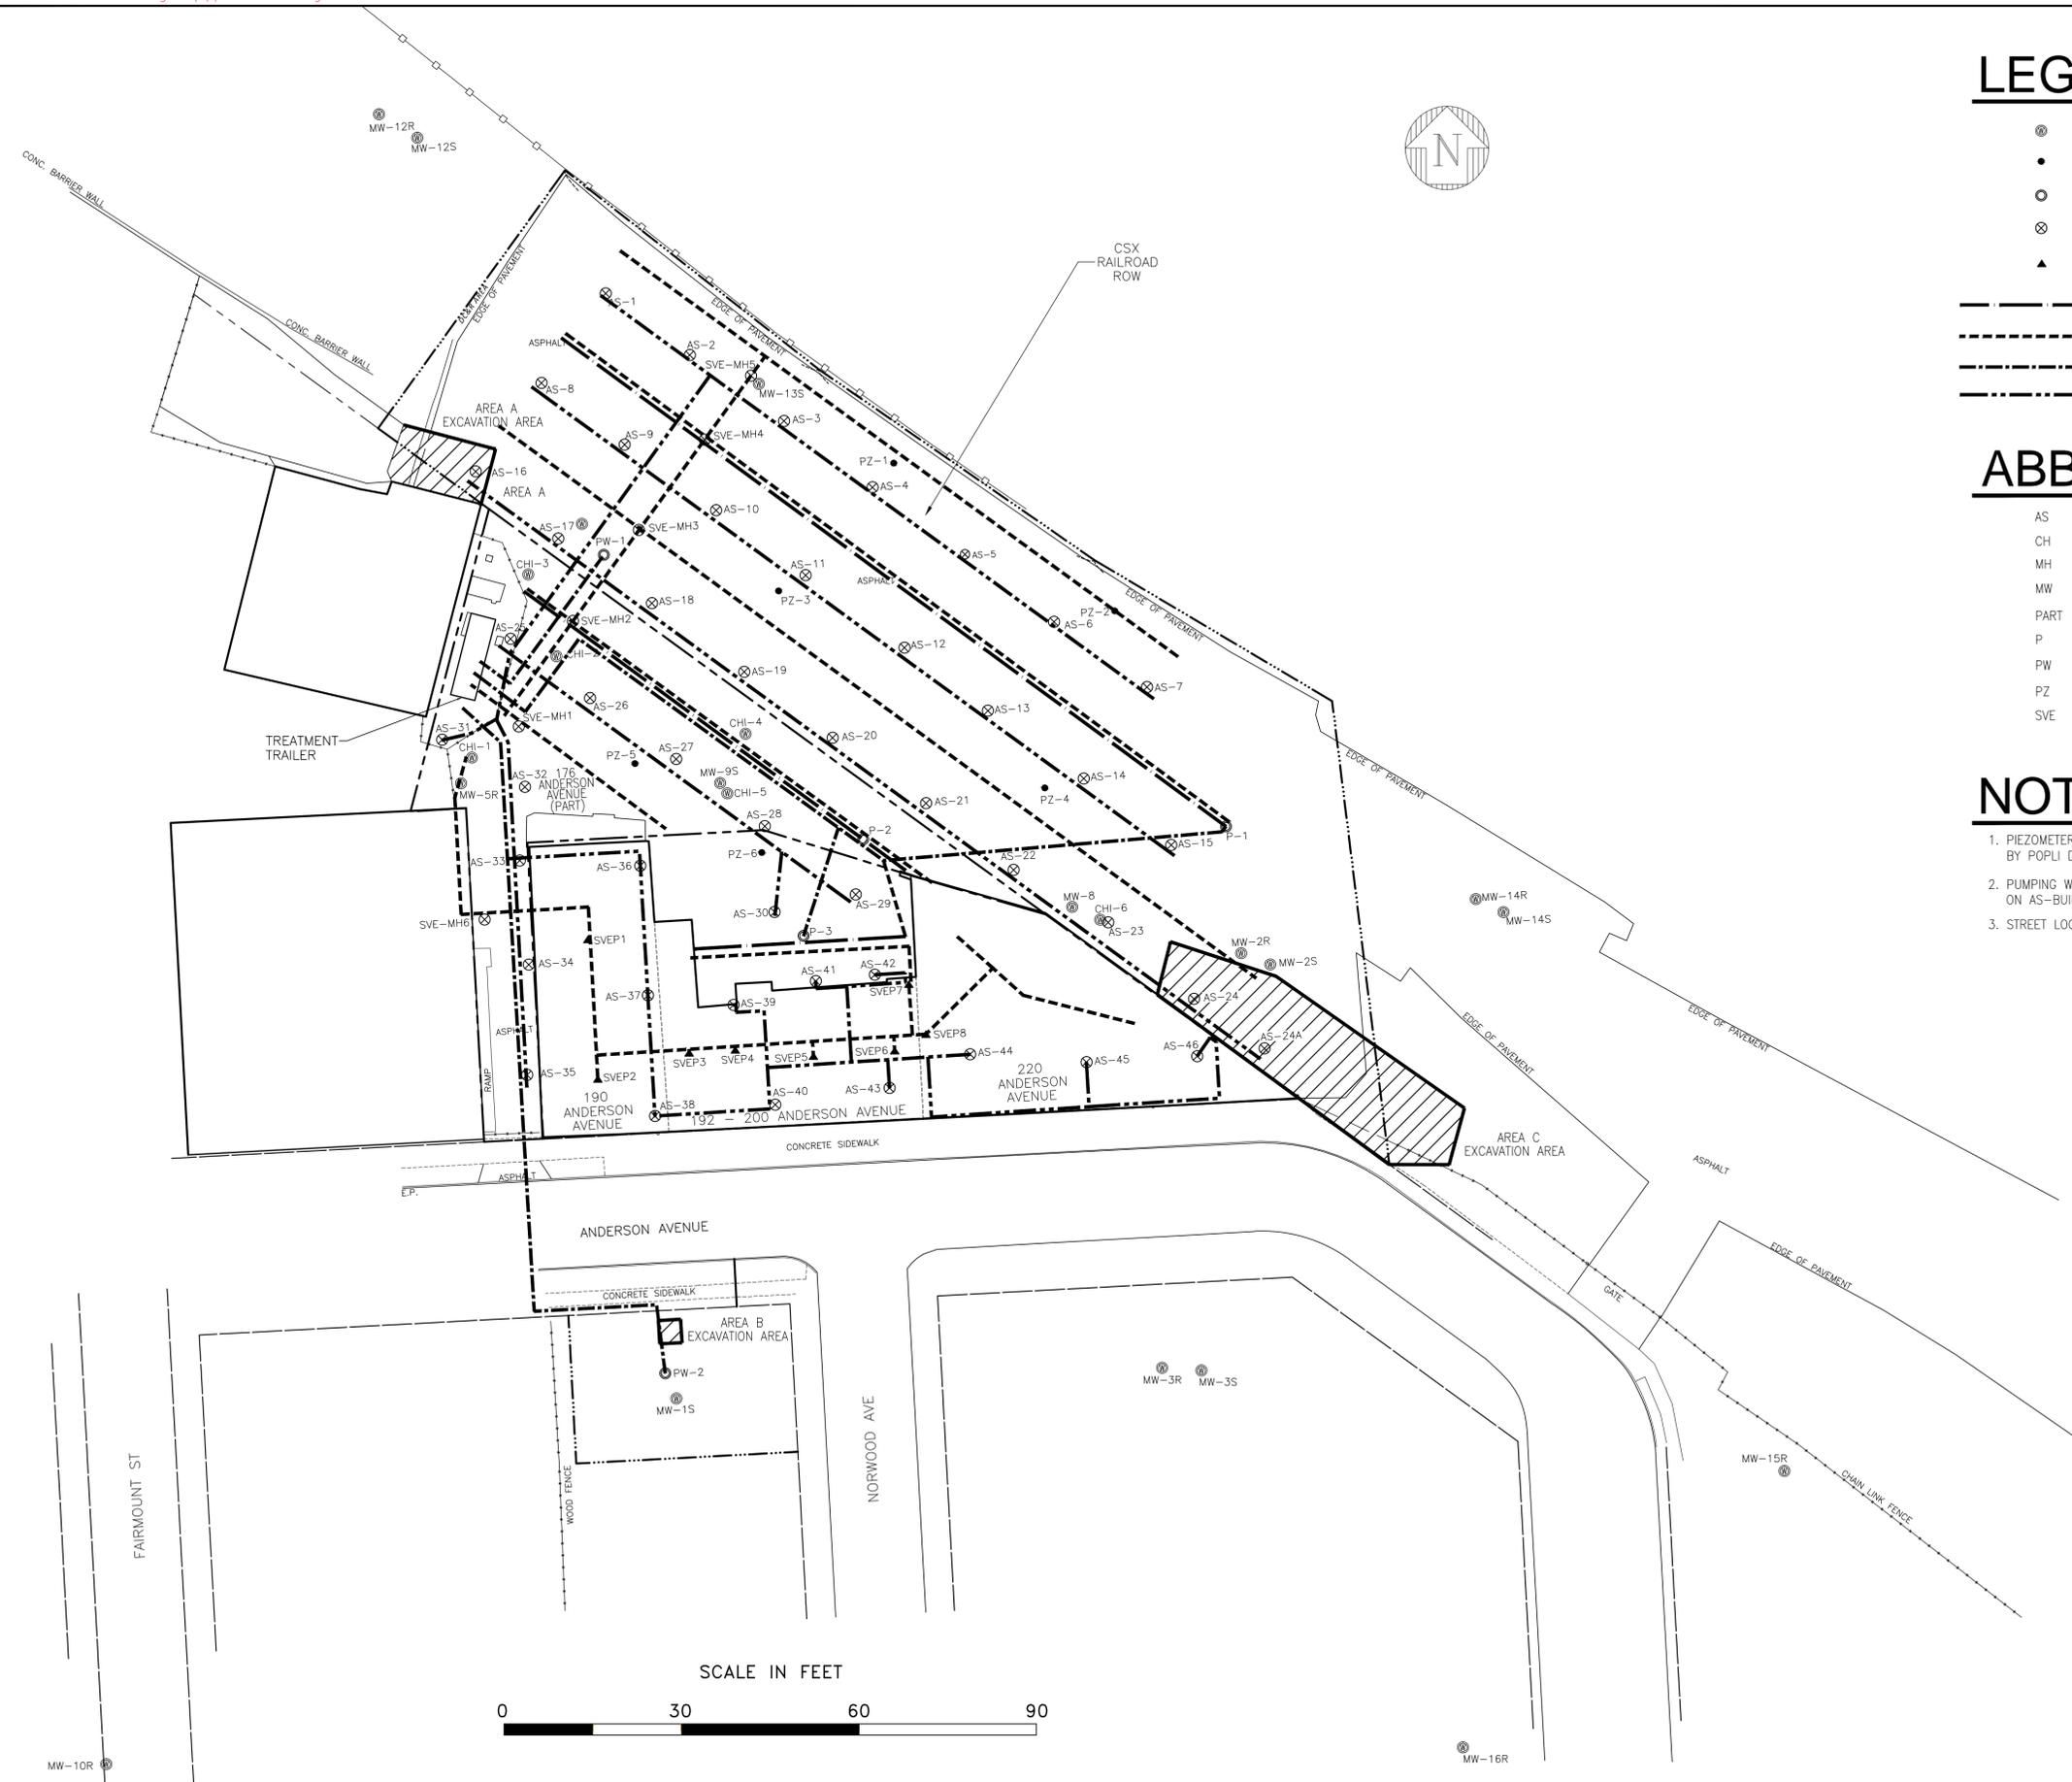 LEG
MW-12R
MW-12S
CONC. BARRIER WALL
N
CSX
RAILROAD
ROW
EDGE OF PAVEMENT
CONC. BARRIER WALL
AS-1
EDGE OF PAVEMENT
ASPHALT
AS-2
SVE-MH5
MW-13S
AS-8
AREA A
EXCAVATION AREA
AS-3
AS-9
SVE-MH4
PZ-1
AS-4
AS-16
AREA A
AS-10
AS-17
SVE-MH3
PW-1
AS-5
CHI-3
AS-11
ASPHALT
PZ-3
AS-18
PZ-2
EDGE OF PAVEMENT
AS-6
AS-25
SVE-MH2
CHI-2
AS-12
AS-19
AS-7
AS-26
AS-13
SVE-MH1
CHI-4
AS-20
AS-31
TREATMENT
TRAILER
CHI-1
PZ-5
AS-27
EDGE OF PAVEMENT
MW-5R
AS-32
176
ANDERSON
AVENUE
(PART)
MW-9S
CHI-5
AS-14
PZ-4
AS-21
AS-28
P-2
P-1
AS-15
AS-33
AS-36
PZ-6
AS-22
AS-29
MW-8
CHI-6
AS-23
MW-14R
MW-14S
SVE-MH6
AS-30
P-3
SVEP1
MW-2R
MW-2S
AS-34
AS-41
AS-42
SVEP7
AS-37
AS-39
AS-24
ASPHALT
EDGE OF PAVEMENT
EDGE OF PAVEMENT
SVEP8
AS-24A
SVEP3
SVEP4
SVEP5
SVEP6
AS-44
AS-45
AS-46
RAMP
AS-35
SVEP2
190
ANDERSON
AVENUE
AS-38
AS-40
AS-43
220
ANDERSON
AVENUE
192 - 200 ANDERSON AVENUE
CONCRETE SIDEWALK
AREA C
EXCAVATION AREA
ASPHALT
ASPHALT
E.P.
ANDERSON AVENUE
EDGE OF PAVEMENT
GATE
CONCRETE SIDEWALK
AREA B
EXCAVATION AREA
PW-2
MW-1S
MW-3R
MW-3S
NORWOOD AVE
FAIRMOUNT ST
WOOD FENCE
MW-15R
CHAIN LINK FENCE
SCALE IN FEET
0 30 60 90
MW-10R
MW-16R
ABB
AS
CH
MH
MW
PART
P
PW
PZ
SVE
NOT
1. PIEZOMETER
BY POPLI D
2. PUMPING W
ON AS-BUI
3. STREET LOC